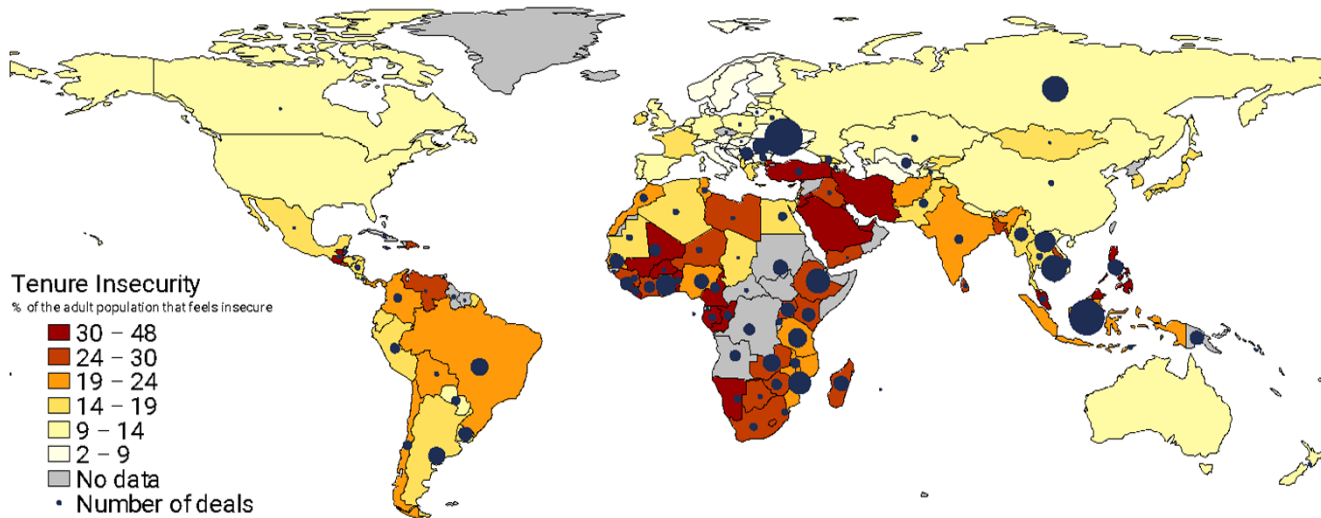 Tenure Insecurity
% of the adult population that feels insecure
30 – 48
24 – 30
19 – 24
14 – 19
9 – 14
2 – 9
No data
Number of deals